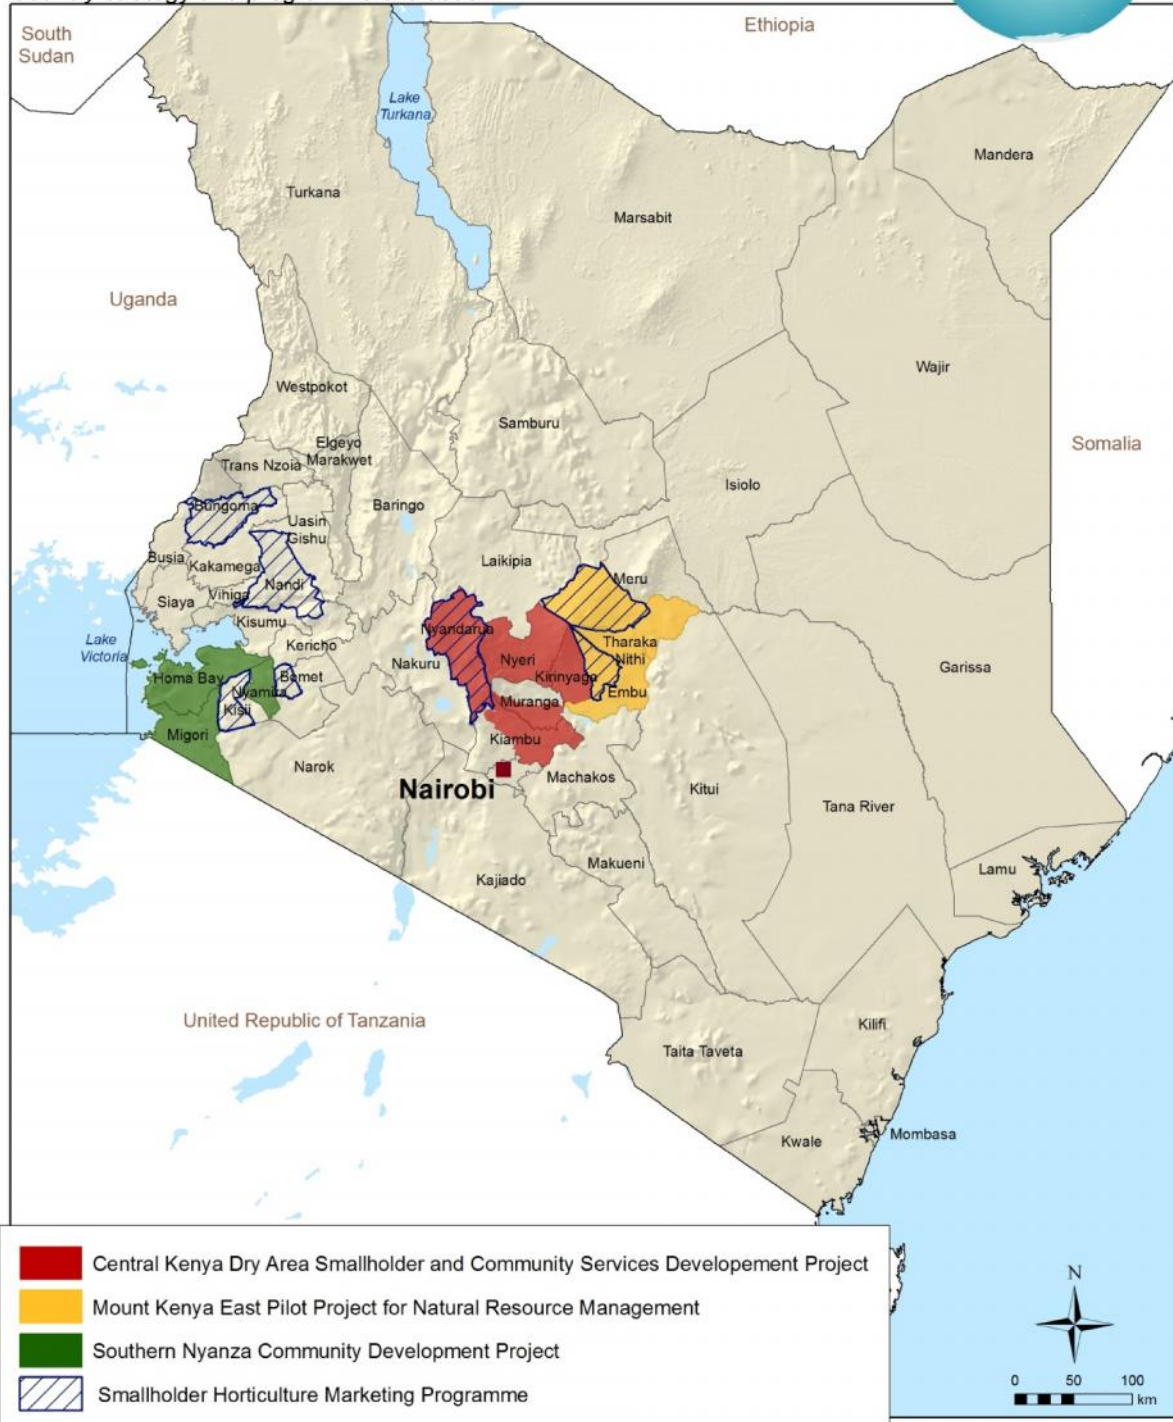 South
Sudan
Ethiopia
Lake
Turkana
Mandera
Turkana
Marsabit
Uganda
Wajir
Westpokot
Samburu
Somalia
Elgeyo
Marakwet
Trans Nzoia
Isiolo
Bungoma
Baringo
Uasin
Gishu
Busia
Kakamega
Laikipia
Meru
Nandi
Vihiga
Siaya
Kisumu
Nyandarua
Lake
Victoria
Kericho
Tharaka
Nithi
Nakuru
Nyeri
Garissa
Homa Bay
Bomet
Kirinyaga
Nyamira
Embu
Muranga
Kisii
Migori
Kiambu
Narok
Machakos
Nairobi
Kitui
Tana River
Makueni
Lamu
Kajiado
United Republic of Tanzania
Kilifi
Taita Taveta
Kwale
Mombasa
Central Kenya Dry Area Smallholder and Community Services Developement Project
Mount Kenya East Pilot Project for Natural Resource Management
Southern Nyanza Community Development Project
Smallholder Horticulture Marketing Programme
N
0 50 100
km